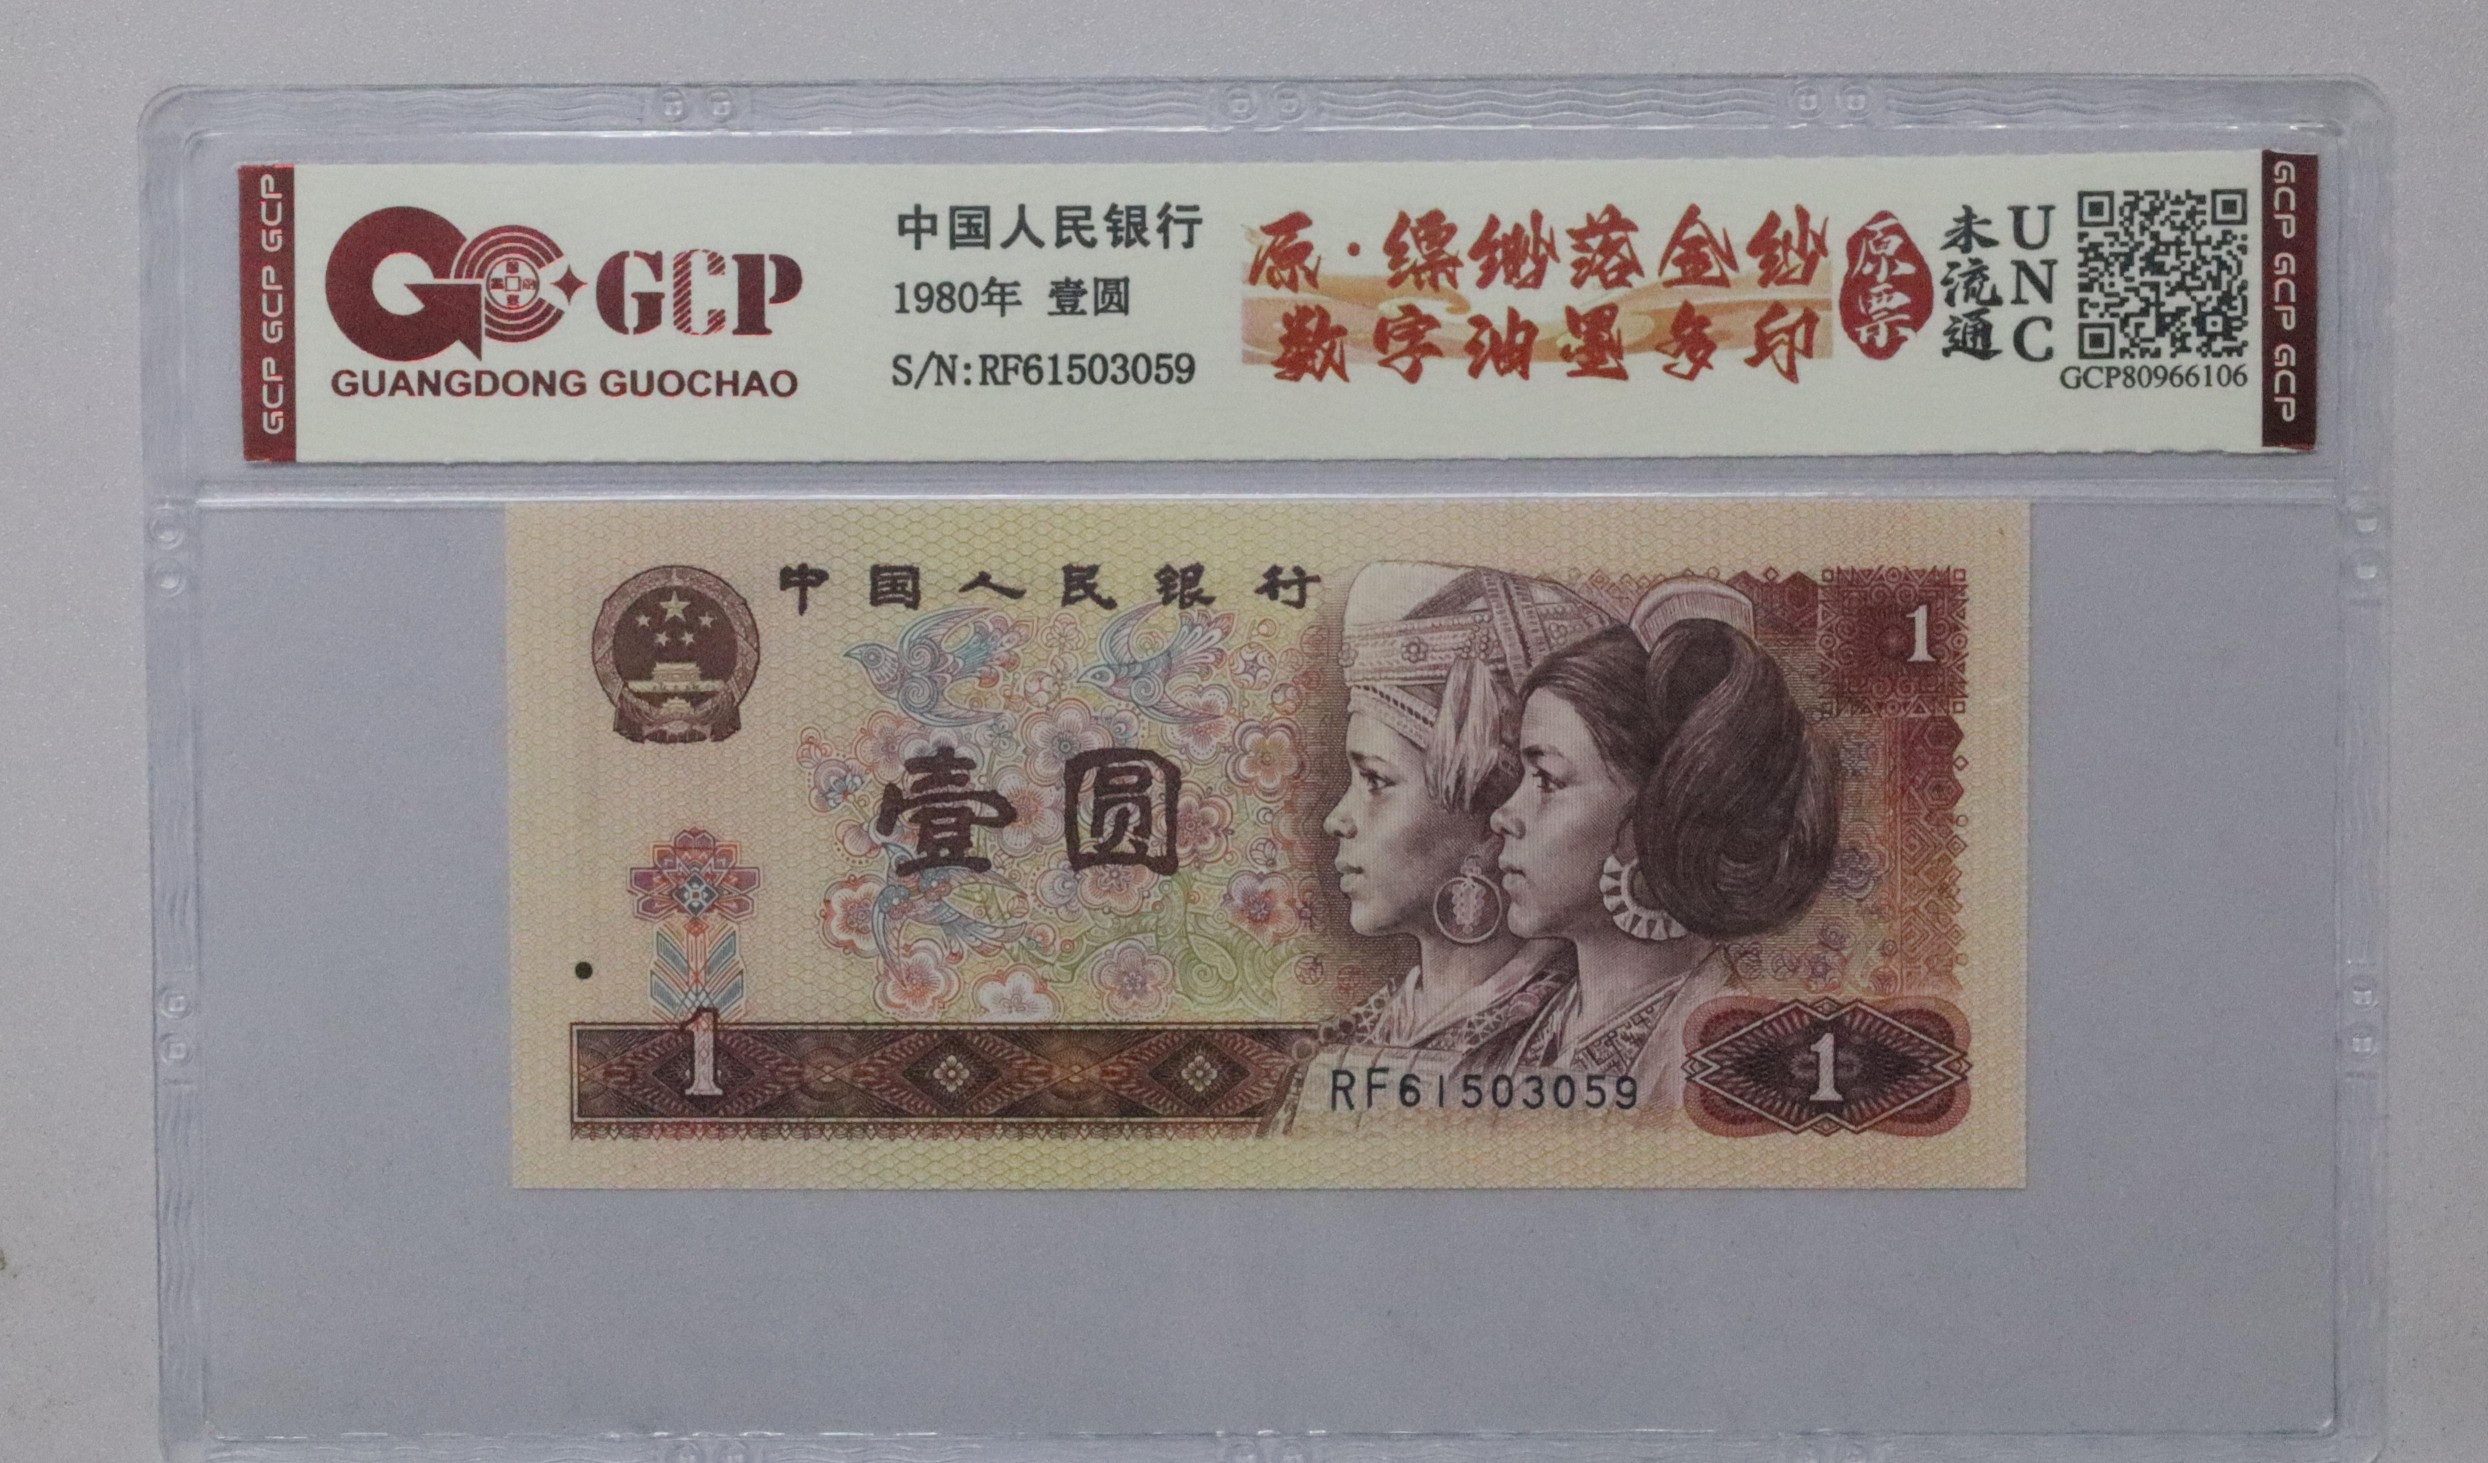 GCP GCP GCP
GCP
GUANGDONG GUOCHAO
中国人民银行
1980年 壹圆
S/N:RF61503059
原·缥缈落金纱
数字油墨多印
原票
未流通
UNC
GCP80966106
GCP GCP GCP
中国人民银行
1
壹圆
1
RF61503059
1